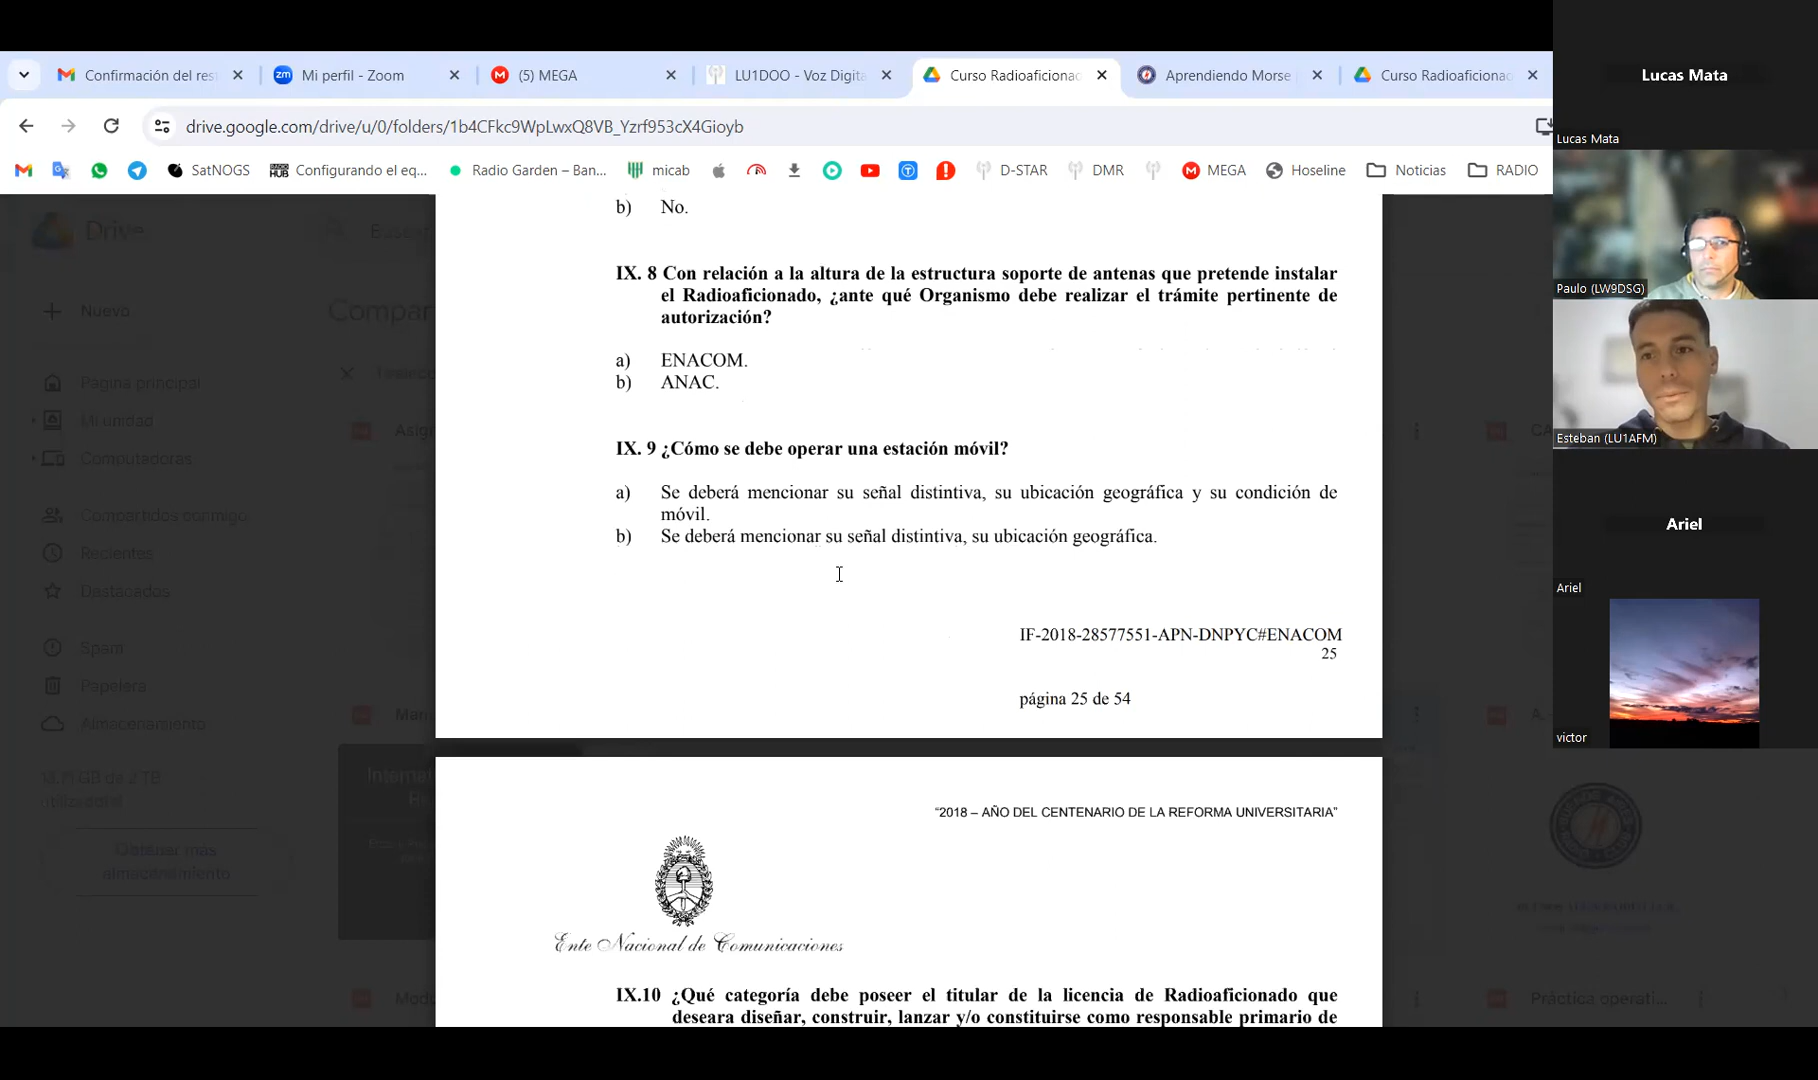 Confirmación del rest
Mi perfil - Zoom
(5) MEGA
LU1DOO - Voz Digita
Curso Radioaficionad
Aprendiendo Morse
Curso Radioaficionad
drive.google.com/drive/u/0/folders/1b4CFkc9WpLwxQ8VB_Yzrf953cX4Gioyb
SatNOGS
Configurando el eq...
Radio Garden – Ban...
micab
D-STAR
DMR
MEGA
Hoseline
Noticias
RADIO
Lucas Mata
Lucas Mata
Paulo (LW9DSG)
Esteban (LU1AFM)
Ariel
Ariel
victor
Drive
Nuevo
Compar
Página principal
Mi unidad
Computadoras
Compartidos conmigo
Recientes
Destacados
Spam
Papelera
Almacenamiento
GB de 2 TB
Obtener más
almacenamiento
Práctica operati...
b) No.
IX. 8 Con relación a la altura de la estructura soporte de antenas que pretende instalar
el Radioaficionado, ¿ante qué Organismo debe realizar el trámite pertinente de
autorización?
a) ENACOM.
b) ANAC.
IX. 9 ¿Cómo se debe operar una estación móvil?
a) Se deberá mencionar su señal distintiva, su ubicación geográfica y su condición de
móvil.
b) Se deberá mencionar su señal distintiva, su ubicación geográfica.
IF-2018-28577551-APN-DNPYC#ENACOM
25
página 25 de 54
“2018 – AÑO DEL CENTENARIO DE LA REFORMA UNIVERSITARIA”
Ente Nacional de Comunicaciones
IX.10 ¿Qué categoría debe poseer el titular de la licencia de Radioaficionado que
deseara diseñar, construir, lanzar y/o constituirse como responsable primario de